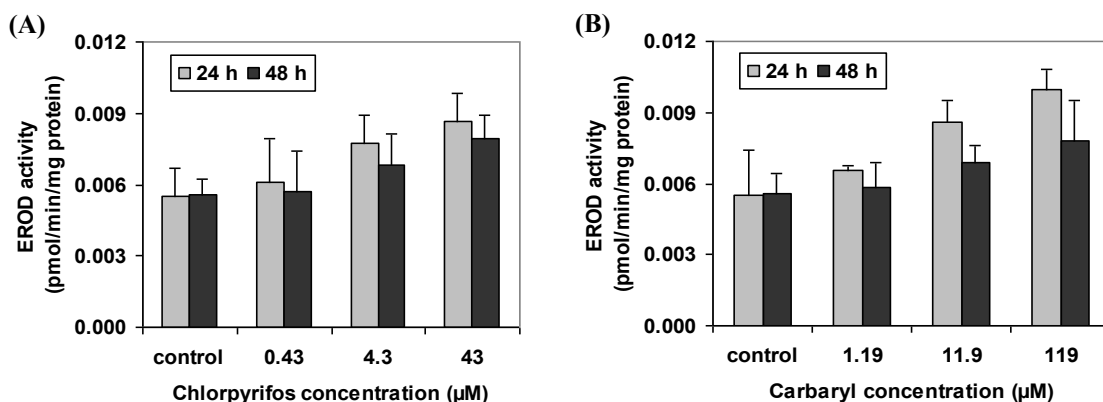 (A)
0.012
0.009
0.006
0.003
0.000
EROD activity
(pmol/min/mg protein)
24 h 48 h
control 0.43 4.3 43
Chlorpyrifos concentration (µM)
(B)
0.012
0.009
0.006
0.003
0.000
EROD activity
(pmol/min/mg protein)
24 h 48 h
control 1.19 11.9 119
Carbaryl concentration (µM)